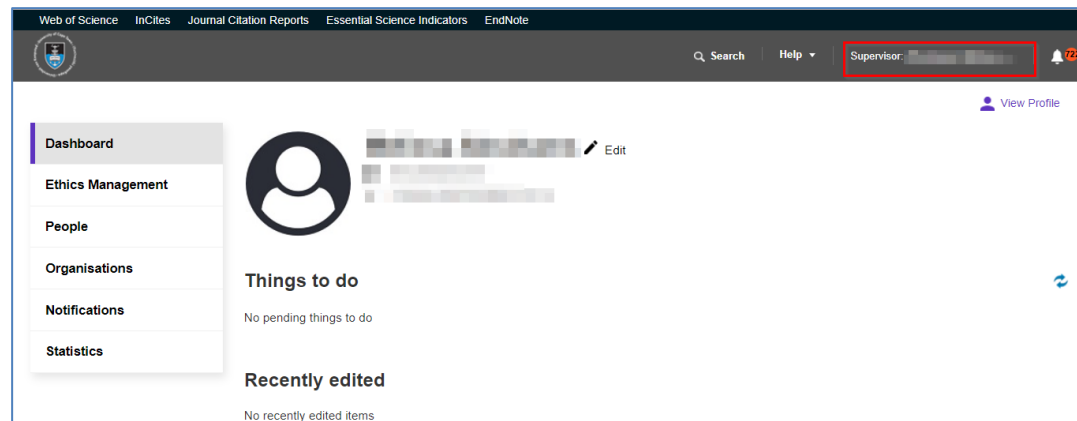 Web of Science InCites Journal Citation Reports Essential Science Indicators EndNote
Search Help Supervisor:
View Profile
Dashboard
Ethics Management
People
Organisations
Notifications
Statistics
Edit
Things to do
No pending things to do
Recently edited
No recently edited items